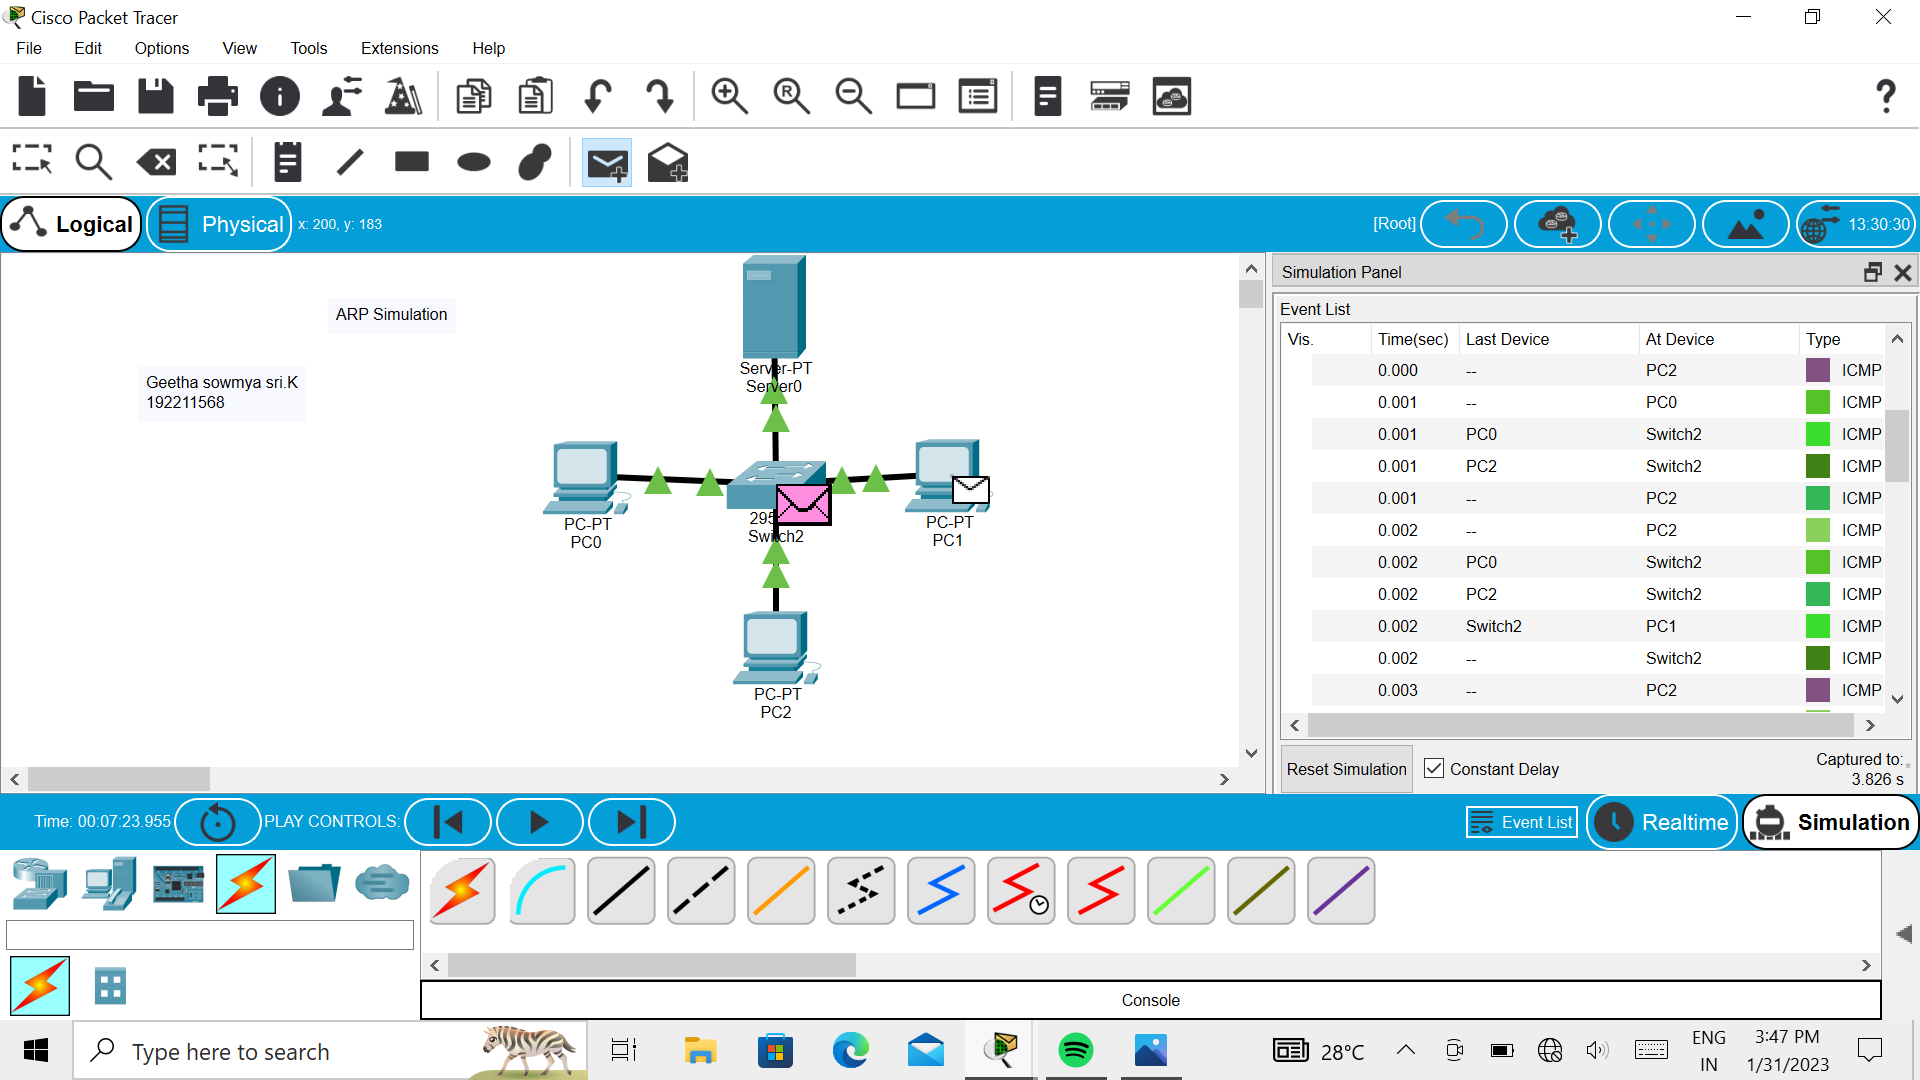 Cisco Packet Tracer
File Edit Options View Tools Extensions Help
Logical Physical x: 200, y: 183 [Root] 13:30:30
ARP Simulation
Geetha sowmya sri.K
192211568
Server-PT
Server0
PC-PT
PC0
295
Switch2
PC-PT
PC1
PC-PT
PC2
Simulation Panel
Event List
Vis. Time(sec) Last Device At Device Type
0.000 -- PC2 ICMP
0.001 -- PC0 ICMP
0.001 PC0 Switch2 ICMP
0.001 PC2 Switch2 ICMP
0.001 -- PC2 ICMP
0.002 -- PC2 ICMP
0.002 PC0 Switch2 ICMP
0.002 PC2 Switch2 ICMP
0.002 Switch2 PC1 ICMP
0.002 -- Switch2 ICMP
0.003 -- PC2 ICMP
Reset Simulation Constant Delay Captured to: *
3.826 s
Time: 00:07:23.955 PLAY CONTROLS: Event List Realtime Simulation
Console
Type here to search
28°C
ENG
IN
3:47 PM
1/31/2023